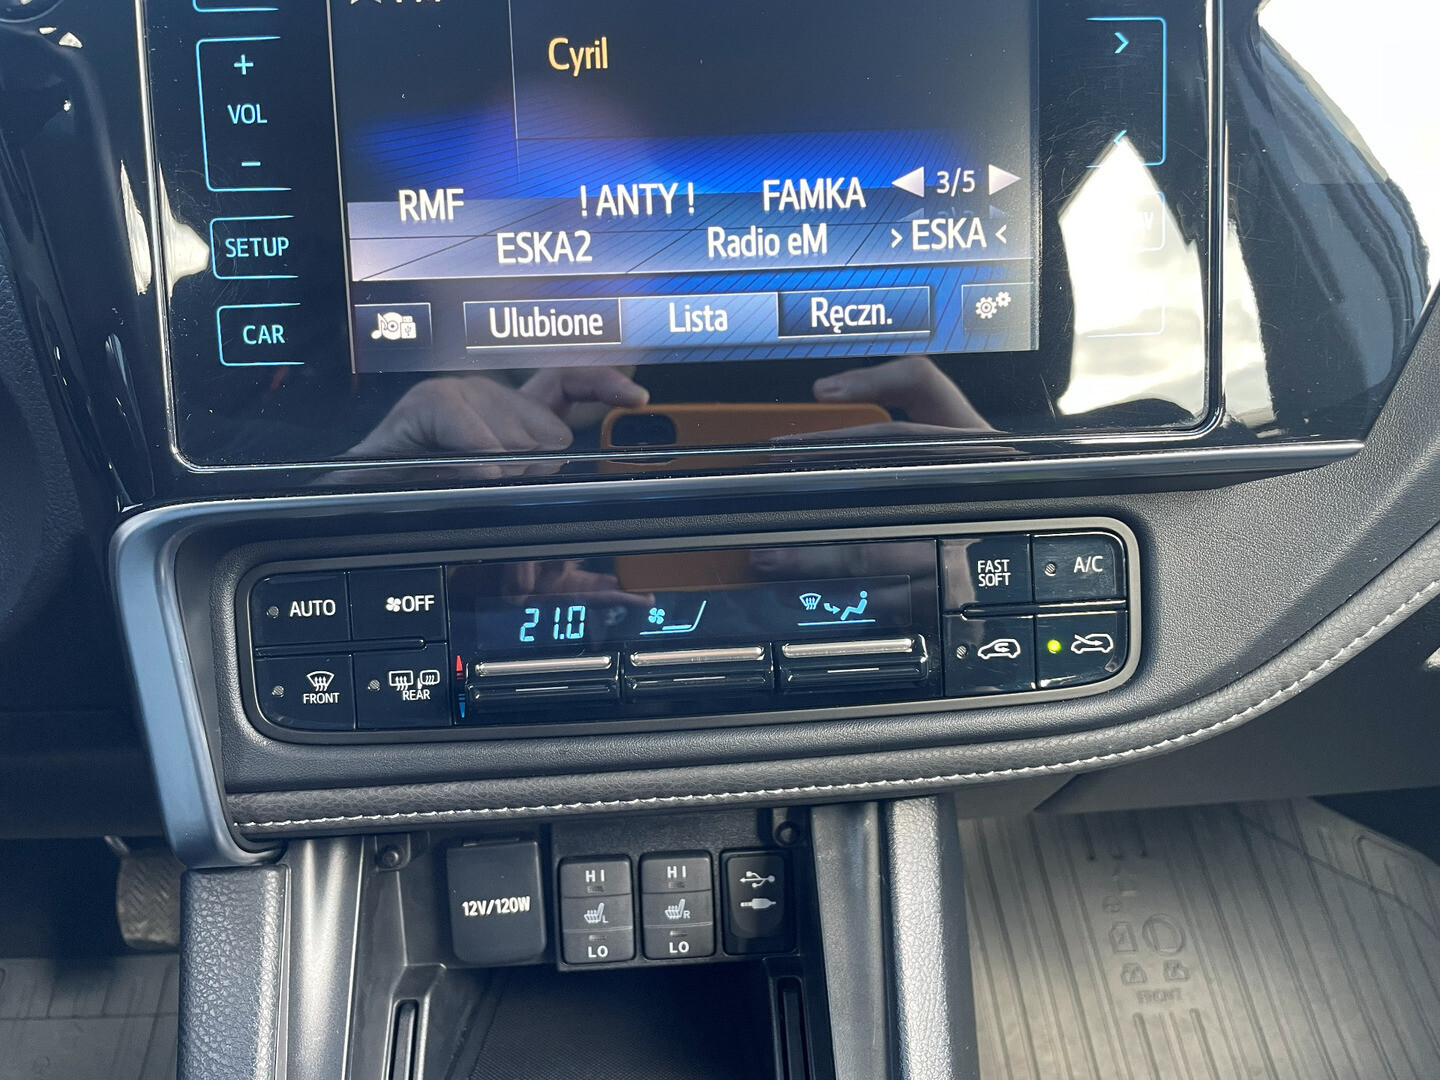 +
VOL
−
SETUP
CAR
Cyril
RMF ! ANTY ! FAMKA 3/5
ESKA2 Radio eM > ESKA <
Ulubione Lista Ręczn.
AUTO OFF
FRONT REAR
21.0
FAST
SOFT
A/C
12V/120W
HI
L
LO
HI
R
LO
FRONT